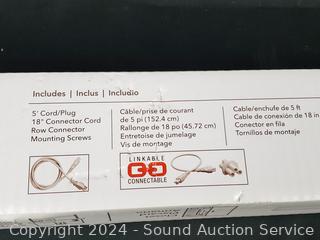 Includes | Inclus | Incluido
5' Cord/Plug
18" Connector Cord
Row Connector
Mounting Screws
Câble/prise de courant
de 5 pi (152.4 cm)
Rallonge de 18 po (45.72 cm)
Entretoise de jumelage
Vis de montage
Cable/enchufe de 5 ft
Cable de conexión de 18 in
Conector en fila
Tornillos de montaje
LINKABLE
CONNECTABLE
Copyright 2024 - Sound Auction Service